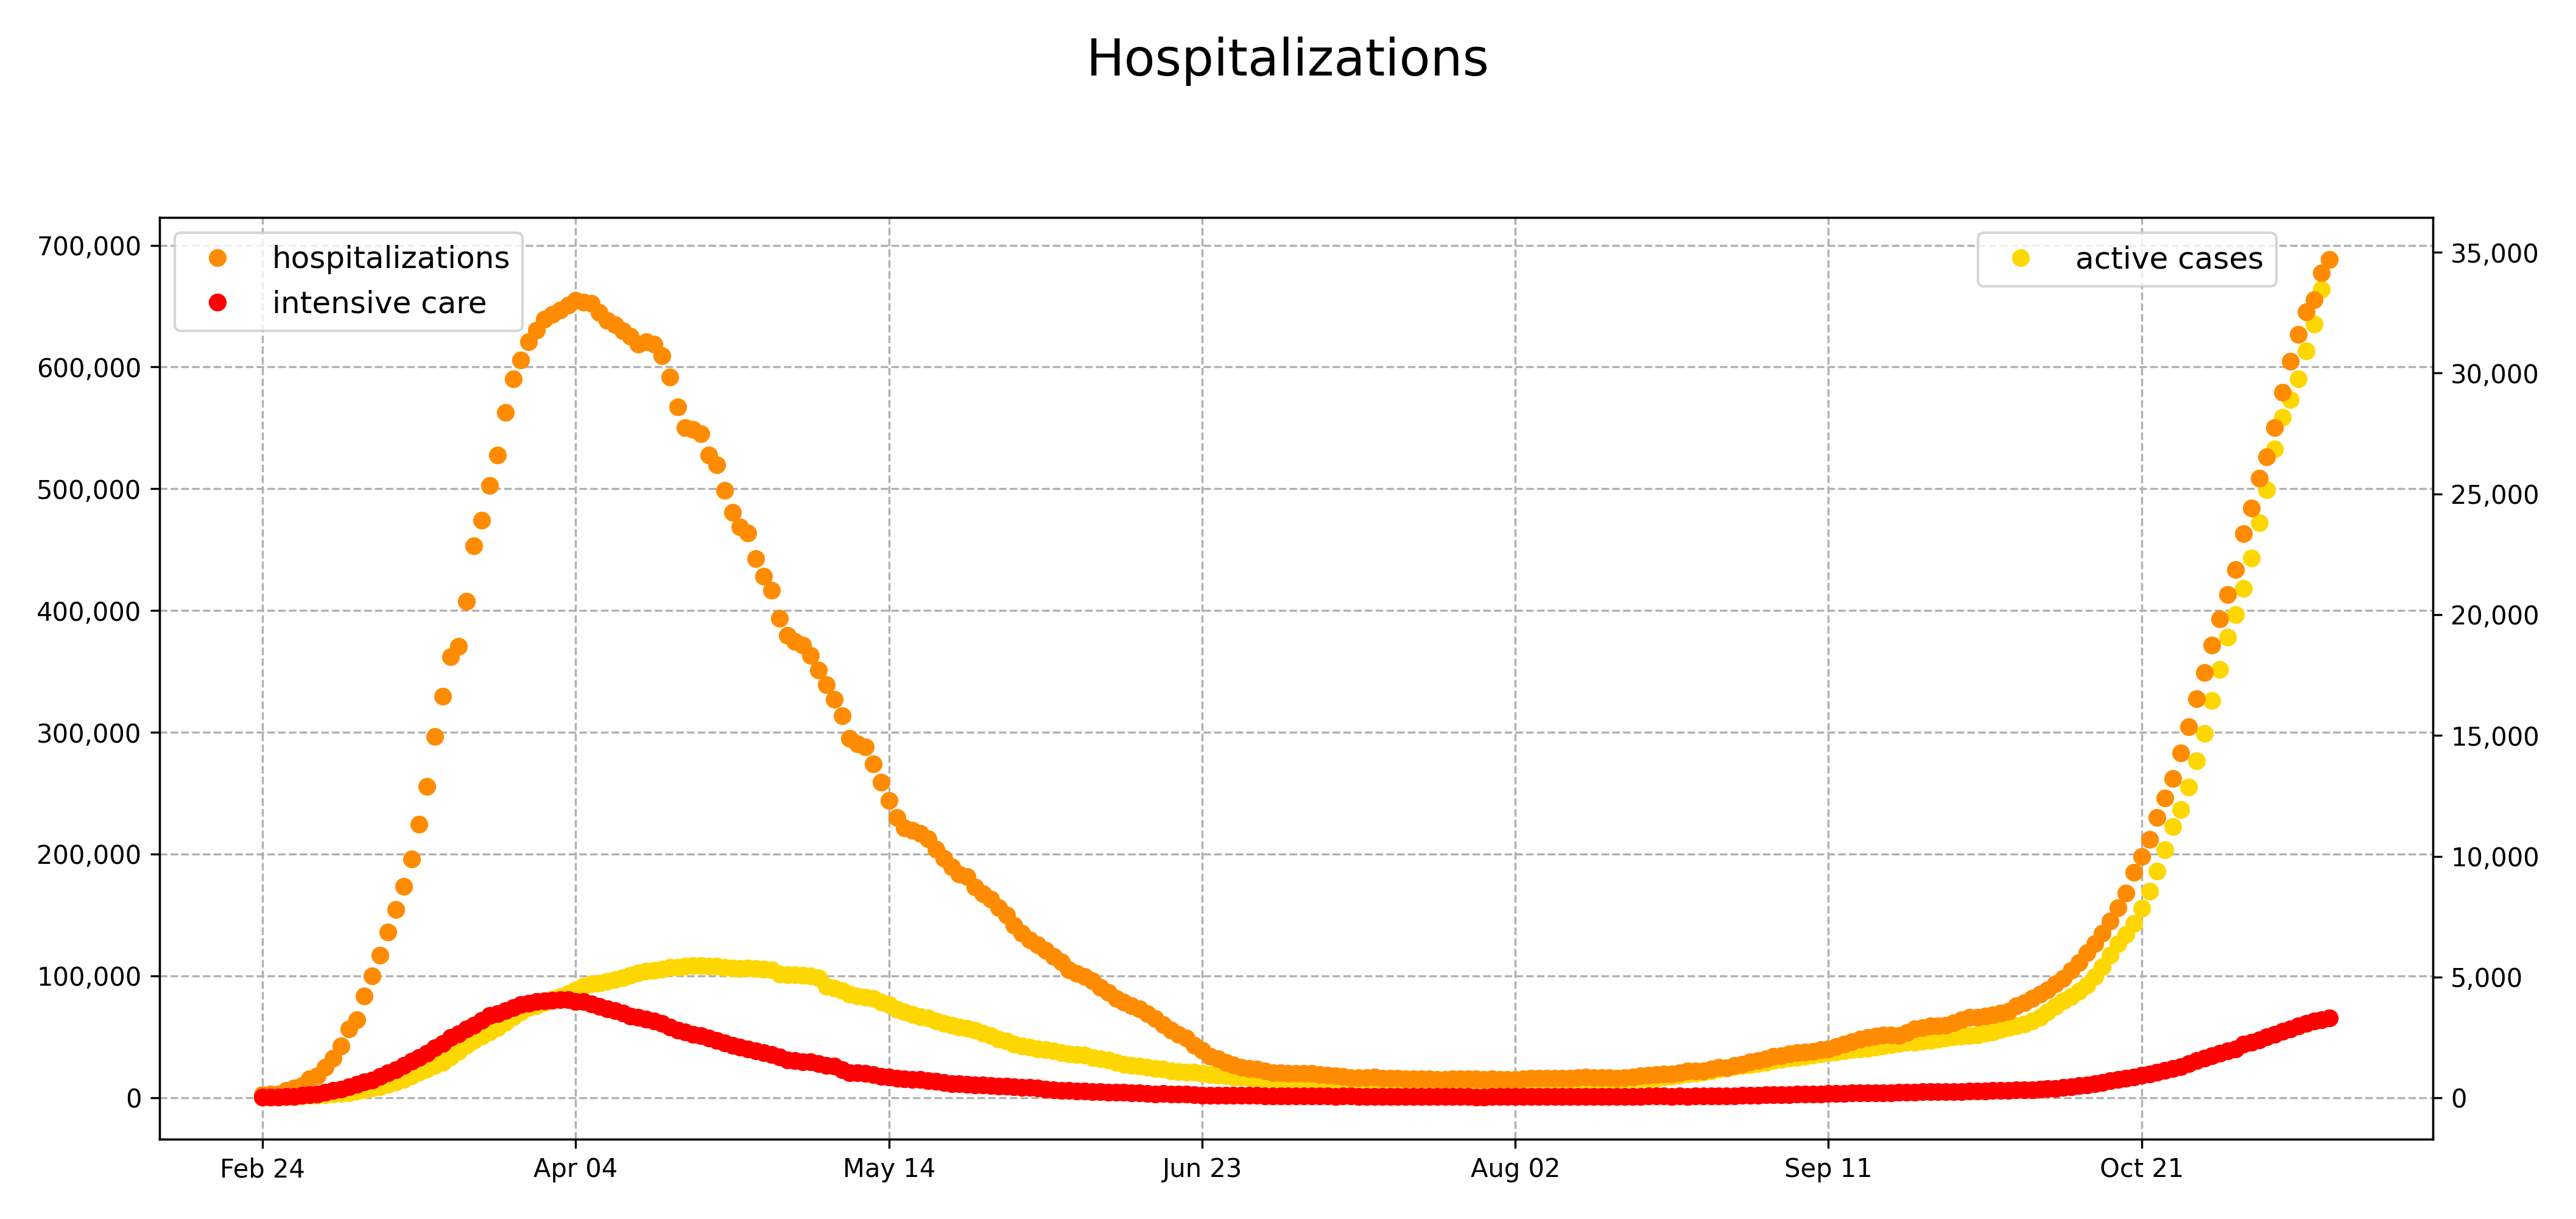 Hospitalizations
hospitalizations
intensive care
active cases
700,000
600,000
500,000
400,000
300,000
200,000
100,000
0
35,000
30,000
25,000
20,000
15,000
10,000
5,000
0
Feb 24
Apr 04
May 14
Jun 23
Aug 02
Sep 11
Oct 21